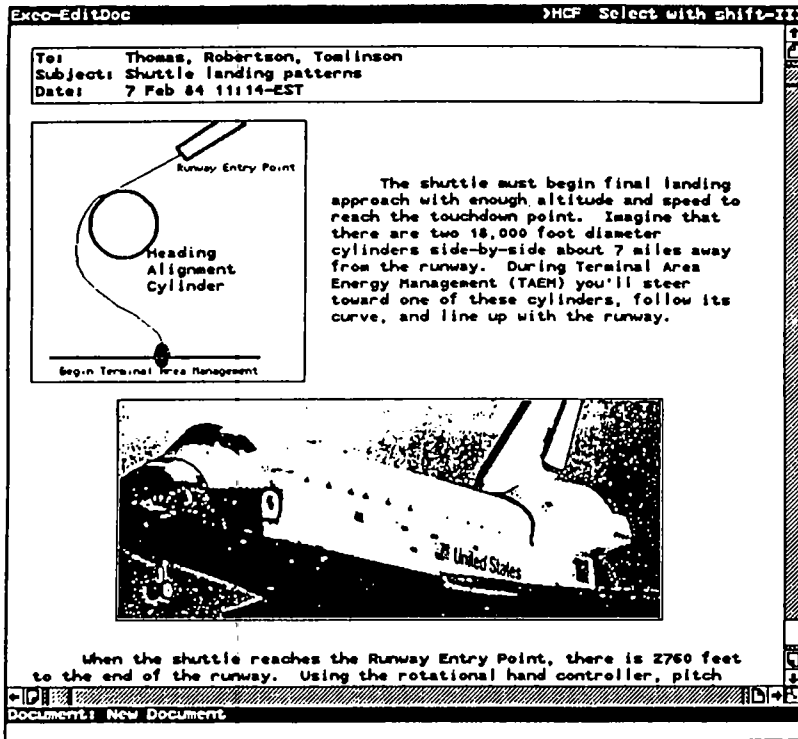 Exec-EditDoc >HCF Select with shift-III
To: Thomas, Robertson, Tomlinson
Subject: Shuttle landing patterns
Date: 7 Feb 84 11:14-EST
Runway Entry Point
Heading
Alignment
Cylinder
Begin Terminal Area Management
The shuttle must begin final landing
approach with enough altitude and speed to
reach the touchdown point. Imagine that
there are two 18,000 foot diameter
cylinders side-by-side about 7 miles away
from the runway. During Terminal Area
Energy Management (TAEM) you'll steer
toward one of these cylinders, follow its
curve, and line up with the runway.
United States
When the shuttle reaches the Runway Entry Point, there is 2760 feet
to the end of the runway. Using the rotational hand controller, pitch
Document: New Document